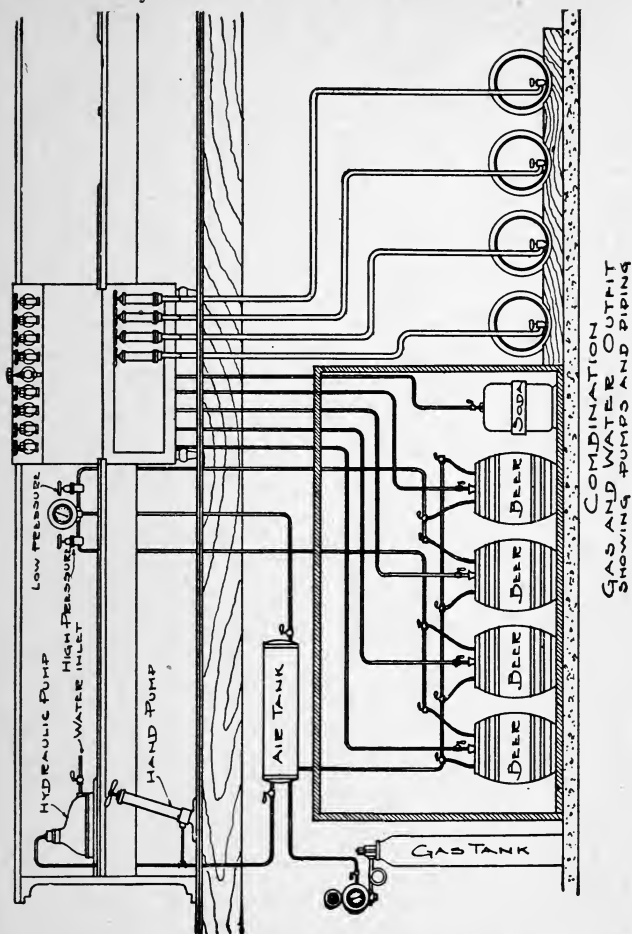 LOW PRESSURE
HIGH PRESSURE
WATER INLET
HYDRAULIC PUMP
HAND PUMP
AIR TANK
GAS TANK
SODA
BEER
BEER
BEER
BEER
COMBINATION
GAS AND WATER OUTFIT
SHOWING PUMPS AND PIPING